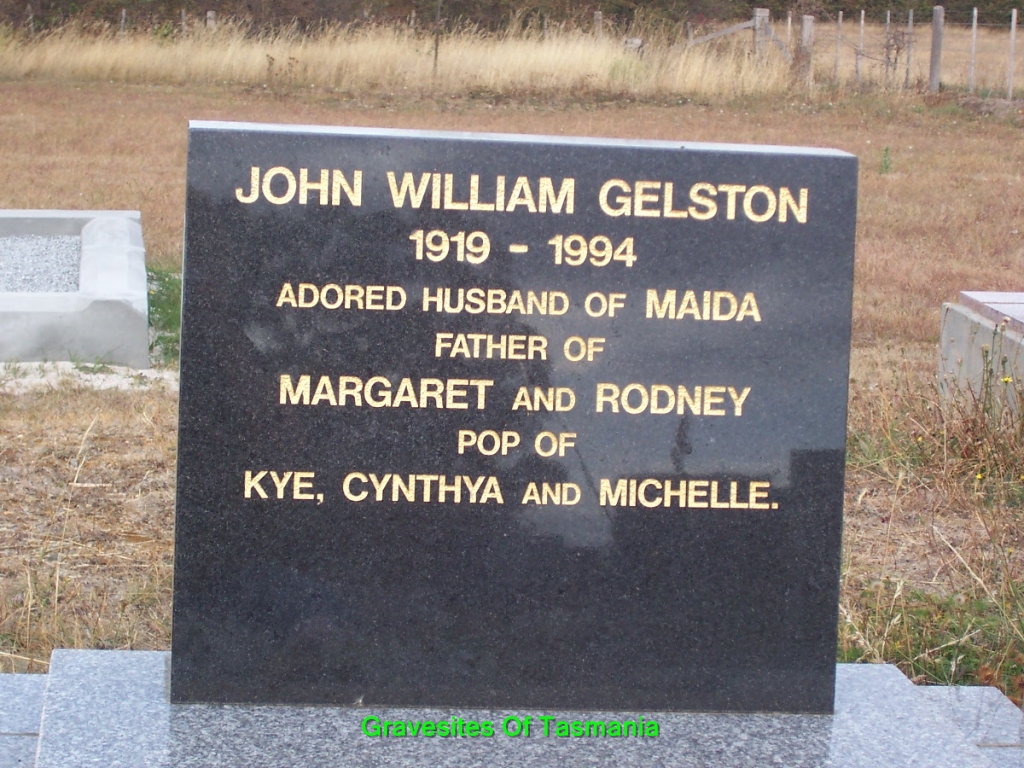 JOHN WILLIAM GELSTON
1919 - 1994
ADORED HUSBAND OF MAIDA
FATHER OF
MARGARET AND RODNEY
POP OF
KYE, CYNTHYA AND MICHELLE.
Gravesites Of Tasmania